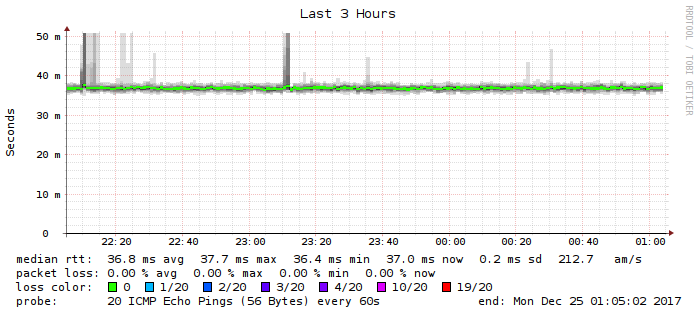 Last 3 Hours
RRDTOOL / TOBI OETIKER
Seconds
50 m
40 m
30 m
20 m
10 m
0
22:20 22:40 23:00 23:20 23:40 00:00 00:20 00:40 01:00
median rtt: 36.8 ms avg 37.7 ms max 36.4 ms min 37.0 ms now 0.2 ms sd 212.7 am/s
packet loss: 0.00 % avg 0.00 % max 0.00 % min 0.00 % now
loss color: 0 1/20 2/20 3/20 4/20 10/20 19/20
probe: 20 ICMP Echo Pings (56 Bytes) every 60s end: Mon Dec 25 01:05:02 2017